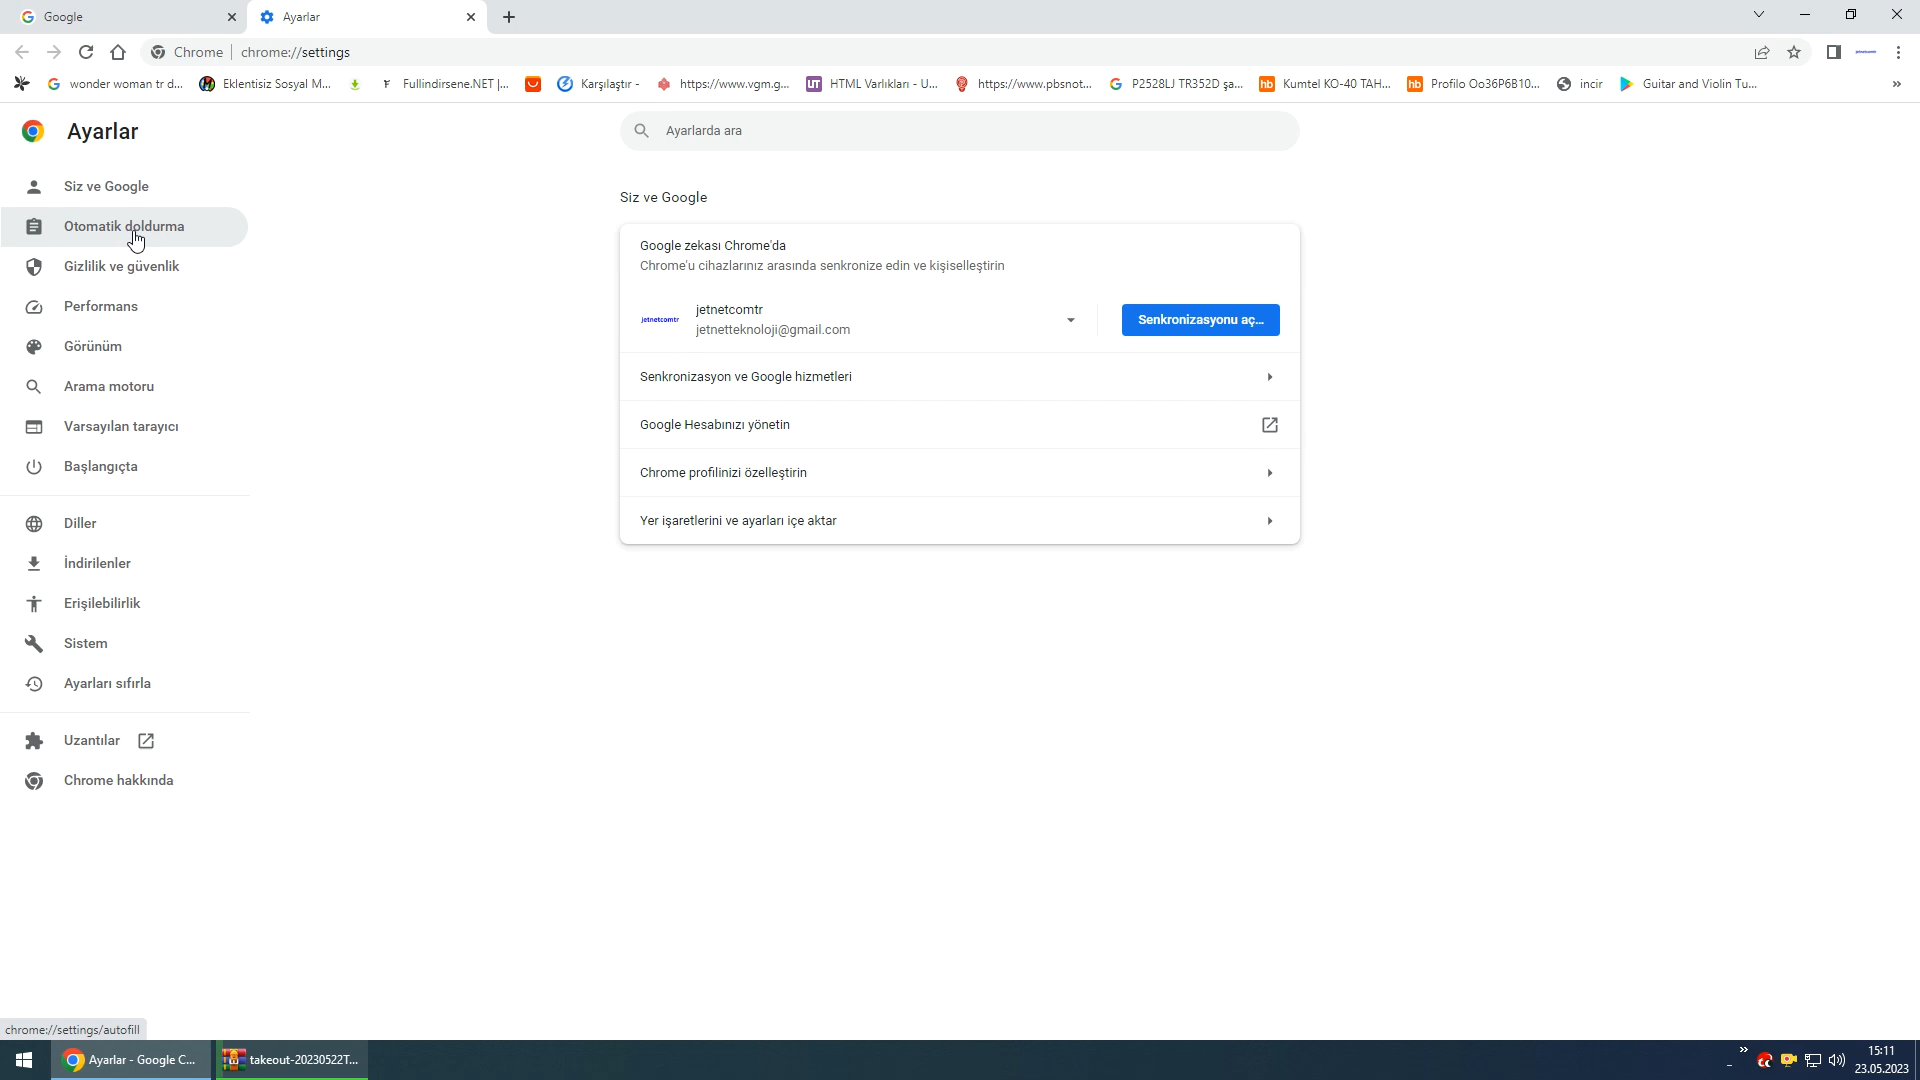 Google
Ayarlar
Chrome
chrome://settings
wonder woman tr d...
Eklentisiz Sosyal M...
Fullindirsene.NET |...
Karşılaştır -
https://www.vgm.g...
HTML Varlıkları - U...
https://www.pbsnot...
P2528LJ TR352D şa...
Kumtel KO-40 TAH...
Profilo Oo36P6B10...
incir
Guitar and Violin Tu...
»
Ayarlar
Ayarlarda ara
Siz ve Google
Otomatik doldurma
Gizlilik ve güvenlik
Performans
Görünüm
Arama motoru
Varsayılan tarayıcı
Başlangıçta
Diller
İndirilenler
Erişilebilirlik
Sistem
Ayarları sıfırla
Uzantılar
Chrome hakkında
Siz ve Google
Google zekası Chrome'da
Chrome'u cihazlarınız arasında senkronize edin ve kişiselleştirin
jetnetcomtr
jetnetcomtr
jetnetteknoloji@gmail.com
Senkronizasyonu aç...
Senkronizasyon ve Google hizmetleri
Google Hesabınızı yönetin
Chrome profilinizi özelleştirin
Yer işaretlerini ve ayarları içe aktar
chrome://settings/autofill
Ayarlar - Google C...
takeout-20230522T...
15:11
23.05.2023